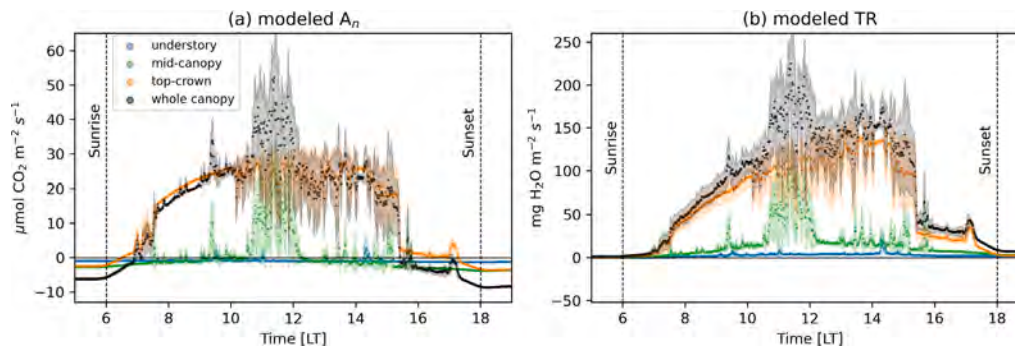 (a) modeled Aₙ
(b) modeled TR
μmol CO₂ m⁻² s⁻¹
60
50
40
30
20
10
0
−10
understory
mid-canopy
top-crown
whole canopy
Sunrise
Sunset
6 8 10 12 14 16 18
Time [LT]
mg H₂O m⁻² s⁻¹
250
200
150
100
50
0
−50
Sunrise
Sunset
6 8 10 12 14 16 18
Time [LT]